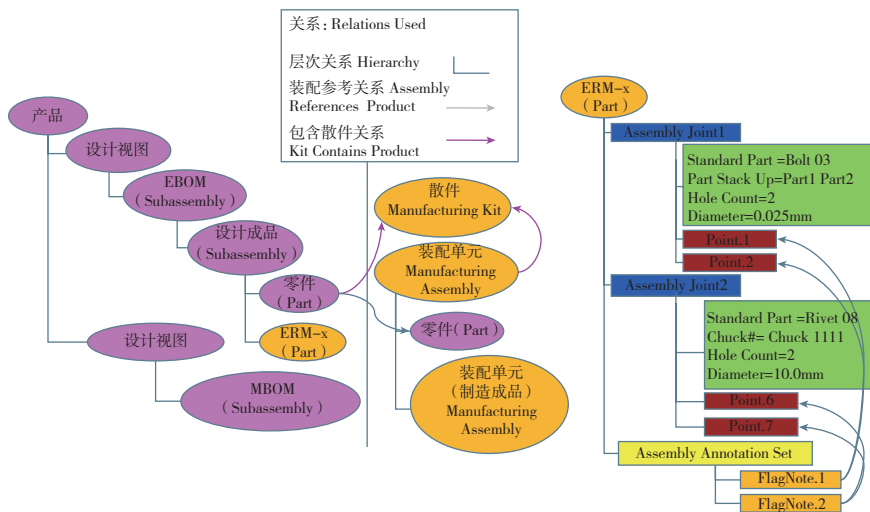 关系：Relations Used
层次关系 Hierarchy
装配参考关系 Assembly
References Product
包含散件关系
Kit Contains Product
产品
设计视图
EBOM
（Subassembly）
设计成品
（Subassembly）
零件
（Part）
ERM-x
（Part）
设计视图
MBOM
（Subassembly）
散件
Manufacturing Kit
装配单元
Manufacturing
Assembly
零件（Part）
装配单元
（制造成品）
Manufacturing
Assembly
ERM-x
（Part）
Assembly Joint1
Standard Part =Bolt 03
Part Stack Up=Part1 Part2
Hole Count=2
Diameter=0.025mm
Point.1
Point.2
Assembly Joint2
Standard Part =Rivet 08
Chuck#= Chuck 1111
Hole Count=2
Diameter=10.0mm
Point.6
Point.7
Assembly Annotation Set
FlagNote.1
FlagNote.2